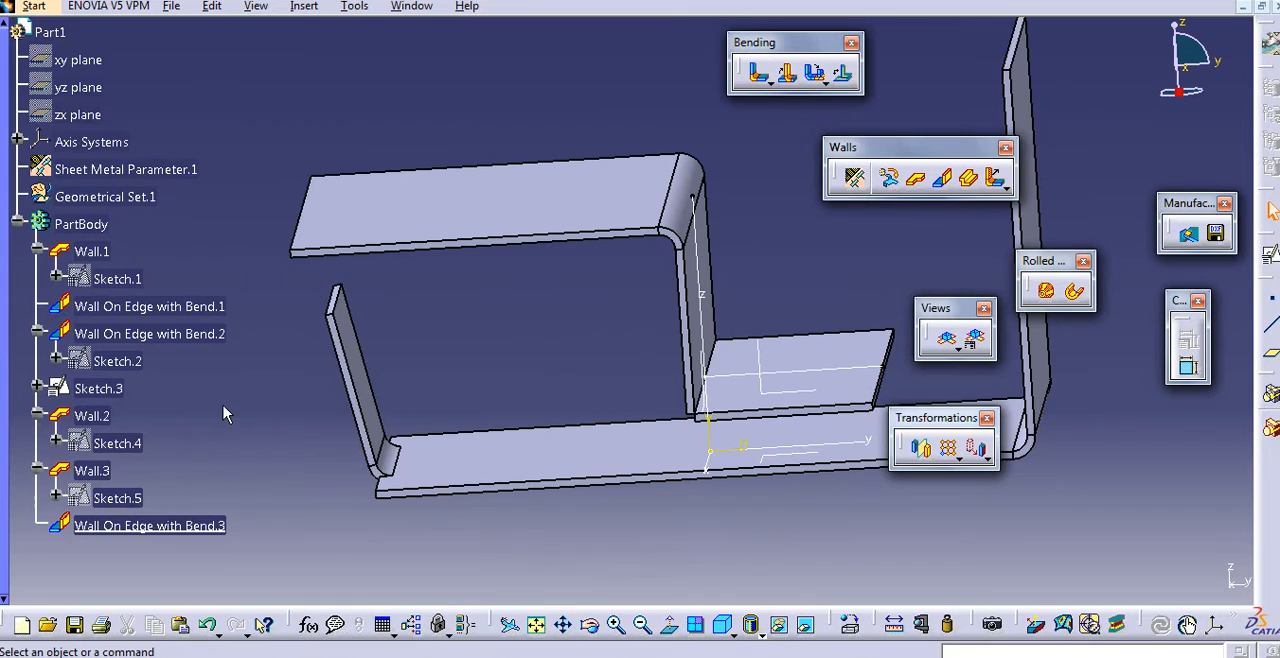 Start
ENOVIA V5 VPM
File
Edit
View
Insert
Tools
Window
Help
Part1
xy plane
yz plane
zx plane
Axis Systems
Sheet Metal Parameter.1
Geometrical Set.1
PartBody
Wall.1
Sketch.1
Wall On Edge with Bend.1
Wall On Edge with Bend.2
Sketch.2
Sketch.3
Wall.2
Sketch.4
Wall.3
Sketch.5
Wall On Edge with Bend.3
Bending
Walls
Manufac...
Rolled ...
C...
Views
Transformations
z
y
x
z
y
z
y
f(x)
CATIA
Select an object or a command